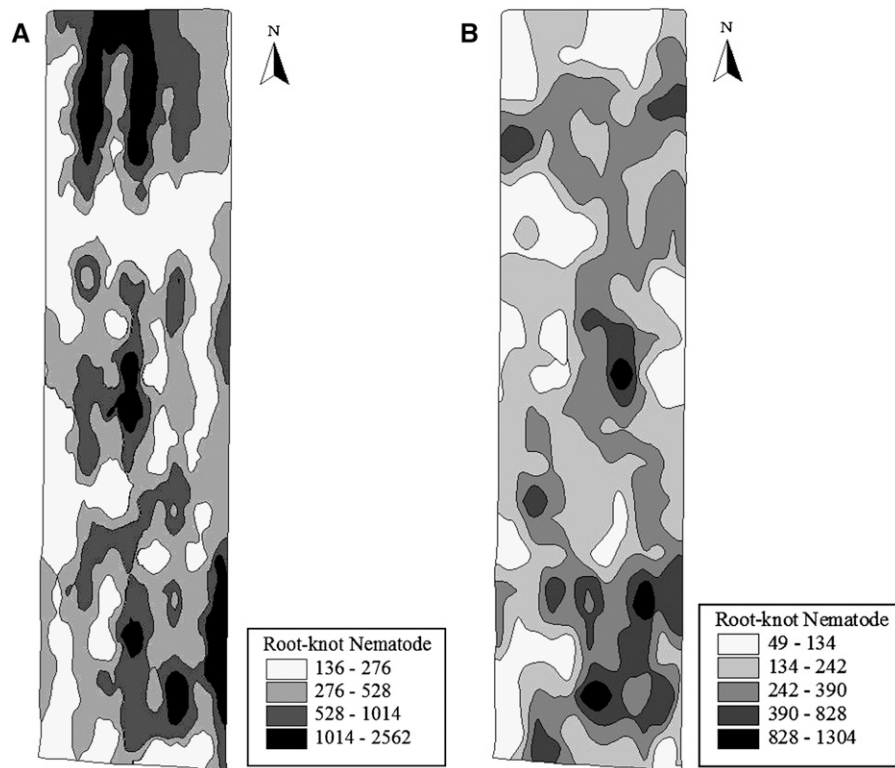 A
N
B
N
Root-knot Nematode
136 - 276
276 - 528
528 - 1014
1014 - 2562
Root-knot Nematode
49 - 134
134 - 242
242 - 390
390 - 828
828 - 1304